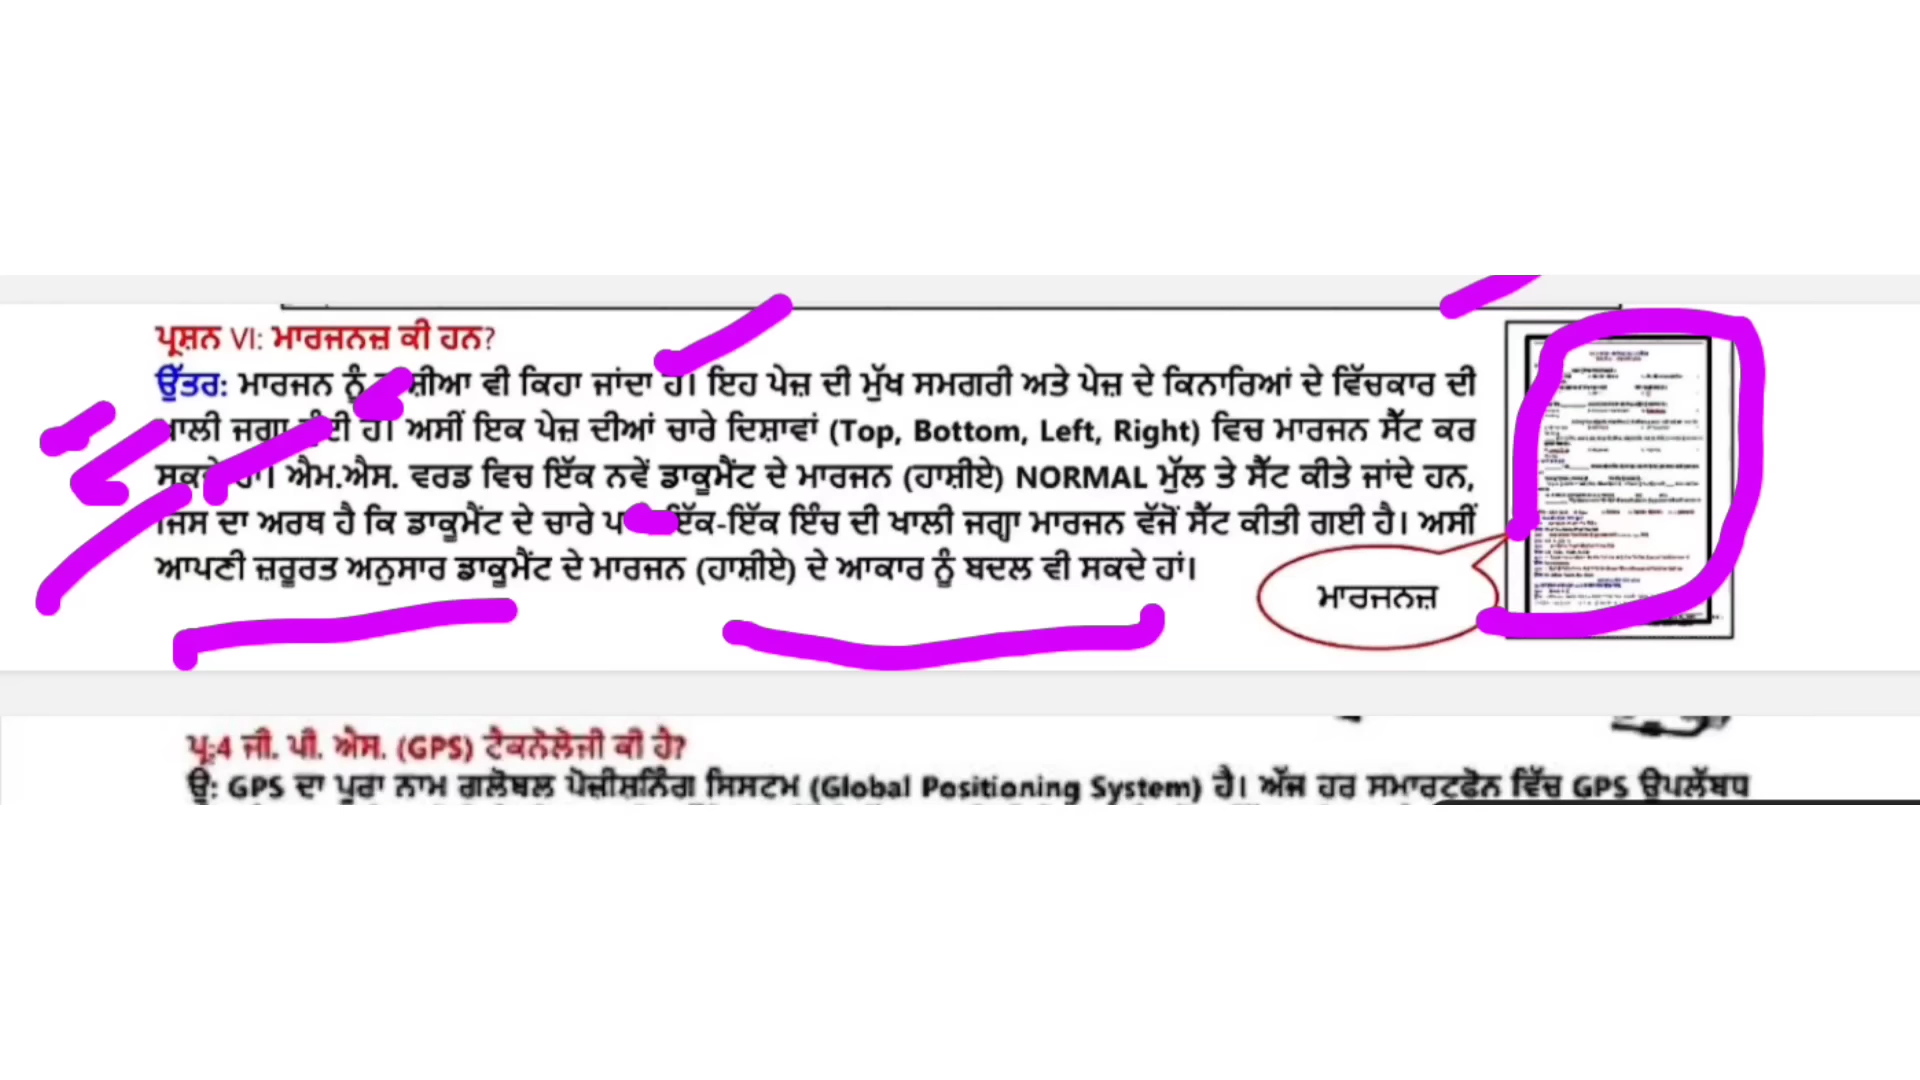 ਪ੍ਰਸ਼ਨ VI: ਮਾਰਜਨਜ਼ ਕੀ ਹਨ?
ਉੱਤਰ: ਮਾਰਜਨ ਨੂੰ ਵੀ ਕਿਹਾ ਜਾਂਦਾ ਹੈ। ਇਹ ਪੇਜ਼ ਦੀ ਮੁੱਖ ਸਮਗਰੀ ਅਤੇ ਪੇਜ਼ ਦੇ ਕਿਨਾਰਿਆਂ ਦੇ ਵਿੱਚਕਾਰ ਦੀ
ਜਗ੍ਹਾ ਹੈ। ਅਸੀਂ ਇਕ ਪੇਜ਼ ਦੀਆਂ ਚਾਰੇ ਦਿਸ਼ਾਵਾਂ (Top, Bottom, Left, Right) ਵਿਚ ਮਾਰਜਨ ਸੈੱਟ ਕਰ
ਐਮ.ਐਸ. ਵਰਡ ਵਿਚ ਇੱਕ ਨਵੇਂ ਡਾਕੂਮੈਂਟ ਦੇ ਮਾਰਜਨ (ਹਾਸ਼ੀਏ) NORMAL ਮੁੱਲ ਤੇ ਸੈੱਟ ਕੀਤੇ ਜਾਂਦੇ ਹਨ,
ਜਿਸ ਦਾ ਅਰਥ ਹੈ ਕਿ ਡਾਕੂਮੈਂਟ ਦੇ ਚਾਰੇ ਇੱਕ-ਇੱਕ ਇੰਚ ਦੀ ਖਾਲੀ ਜਗ੍ਹਾ ਮਾਰਜਨ ਵੱਜੋਂ ਸੈੱਟ ਕੀਤੀ ਗਈ ਹੈ। ਅਸੀਂ
ਆਪਣੀ ਜ਼ਰੂਰਤ ਅਨੁਸਾਰ ਡਾਕੂਮੈਂਟ ਦੇ ਮਾਰਜਨ (ਹਾਸ਼ੀਏ) ਦੇ ਆਕਾਰ ਨੂੰ ਬਦਲ ਵੀ ਸਕਦੇ ਹਾਂ।
ਮਾਰਜਨਜ਼
ਪ੍ਰ:4 ਜੀ. ਪੀ. ਐਸ. (GPS) ਟੈਕਨੋਲੋਜੀ ਕੀ ਹੈ?
ਉ: GPS ਦਾ ਪੂਰਾ ਨਾਮ ਗਲੋਬਲ ਪੋਜ਼ੀਸਨਿੰਗ ਸਿਸਟਮ (Global Positioning System) ਹੈ। ਅੱਜ ਹਰ ਸਮਾਰਟਫੋਨ ਵਿੱਚ GPS ਉਪਲੱਬਧ